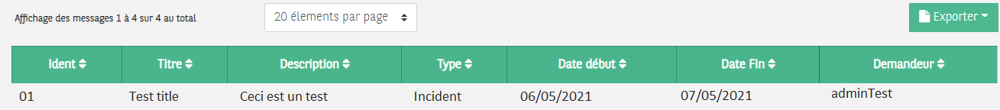 Affichage des messages 1 à 4 sur 4 au total 20 élements par page Exporter
Ident Titre Description Type Date début Date Fin Demandeur
01 Test title Ceci est un test Incident 06/05/2021 07/05/2021 adminTest